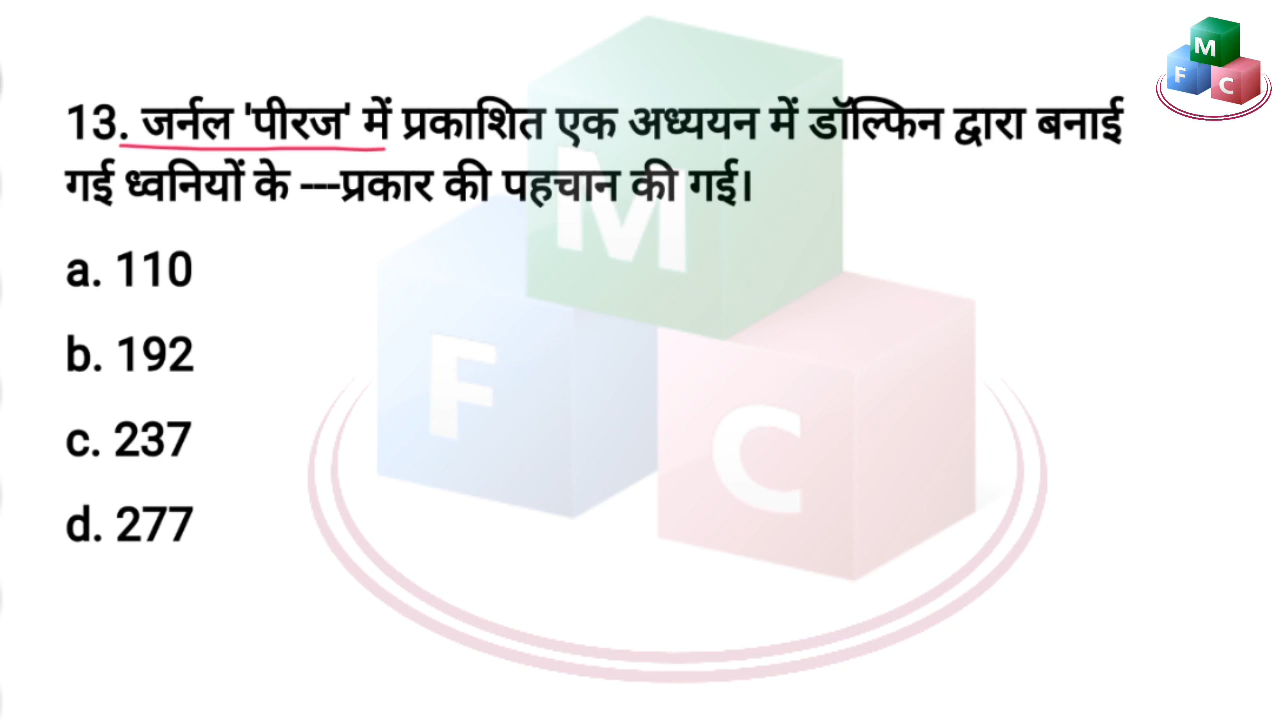 M
F
C
13. जर्नल 'पीरज' में प्रकाशित एक अध्ययन में डॉल्फिन द्वारा बनाई
गई ध्वनियों के ---प्रकार की पहचान की गई।
a. 110
b. 192
c. 237
d. 277
M
F
C